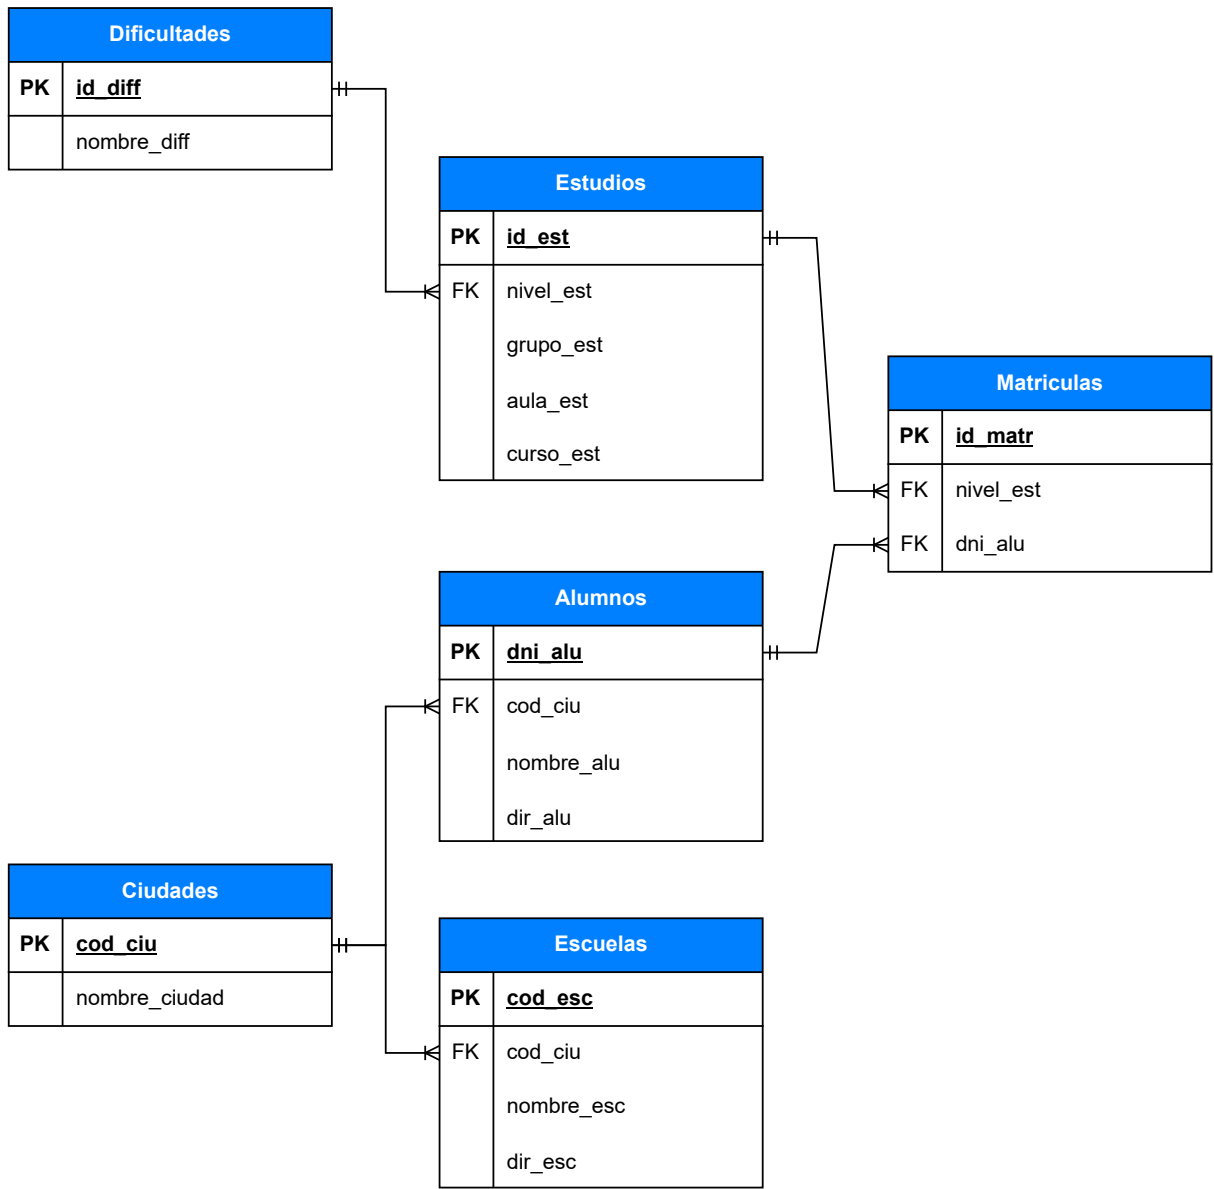 Dificultades
PK id_diff
nombre_diff
Estudios
PK id_est
FK nivel_est
grupo_est
aula_est
curso_est
Matriculas
PK id_matr
FK nivel_est
FK dni_alu
Alumnos
PK dni_alu
FK cod_ciu
nombre_alu
dir_alu
Ciudades
PK cod_ciu
nombre_ciudad
Escuelas
PK cod_esc
FK cod_ciu
nombre_esc
dir_esc